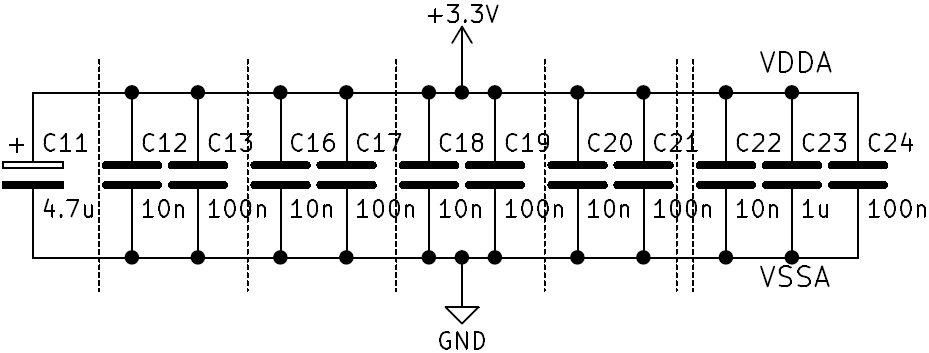 +3.3V
VDDA
+ C11 C12 C13 C16 C17 C18 C19 C20 C21 C22 C23 C24
4.7u 10n 100n 10n 100n 10n 100n 10n 100n 10n 1u 100n
VSSA
GND